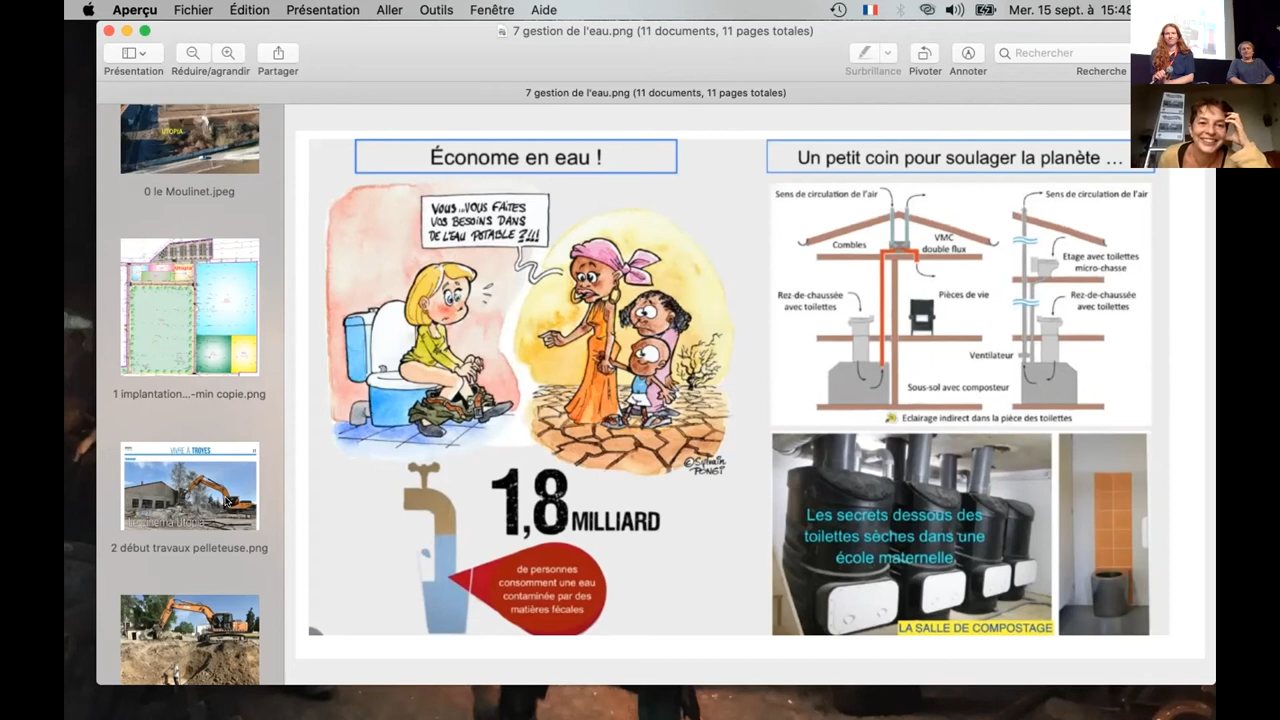 Aperçu Fichier Édition Présentation Aller Outils Fenêtre Aide Mer. 15 sept. à 15:48
7 gestion de l'eau.png (11 documents, 11 pages totales)
Présentation Réduire/agrandir Partager Surbrillance Pivoter Annoter Rechercher
Recherche
7 gestion de l'eau.png (11 documents, 11 pages totales)
UTOPIA
0 le Moulinet.jpeg
1 implantation...-min copie.png
VIVRE À TROYES
2 début travaux pelleteuse.png
Économe en eau !
VOUS...VOUS FAITES
VOS BESOINS DANS
DE L'EAU POTABLE ?!!!
©Sylvain
PONGI
1,8 MILLIARD
de personnes
consomment une eau
contaminée par des
matières fécales
Un petit coin pour soulager la planète ...
Sens de circulation de l'air
Sens de circulation de l'air
Combles
VMC
double flux
Etage avec toilettes
micro-chasse
Rez-de-chaussée
avec toilettes
Pièces de vie
Rez-de-chaussée
avec toilettes
Ventilateur
Sous-sol avec composteur
Eclairage indirect dans la pièce des toilettes
Les secrets dessous des
toilettes sèches dans une
école maternelle.
LA SALLE DE COMPOSTAGE